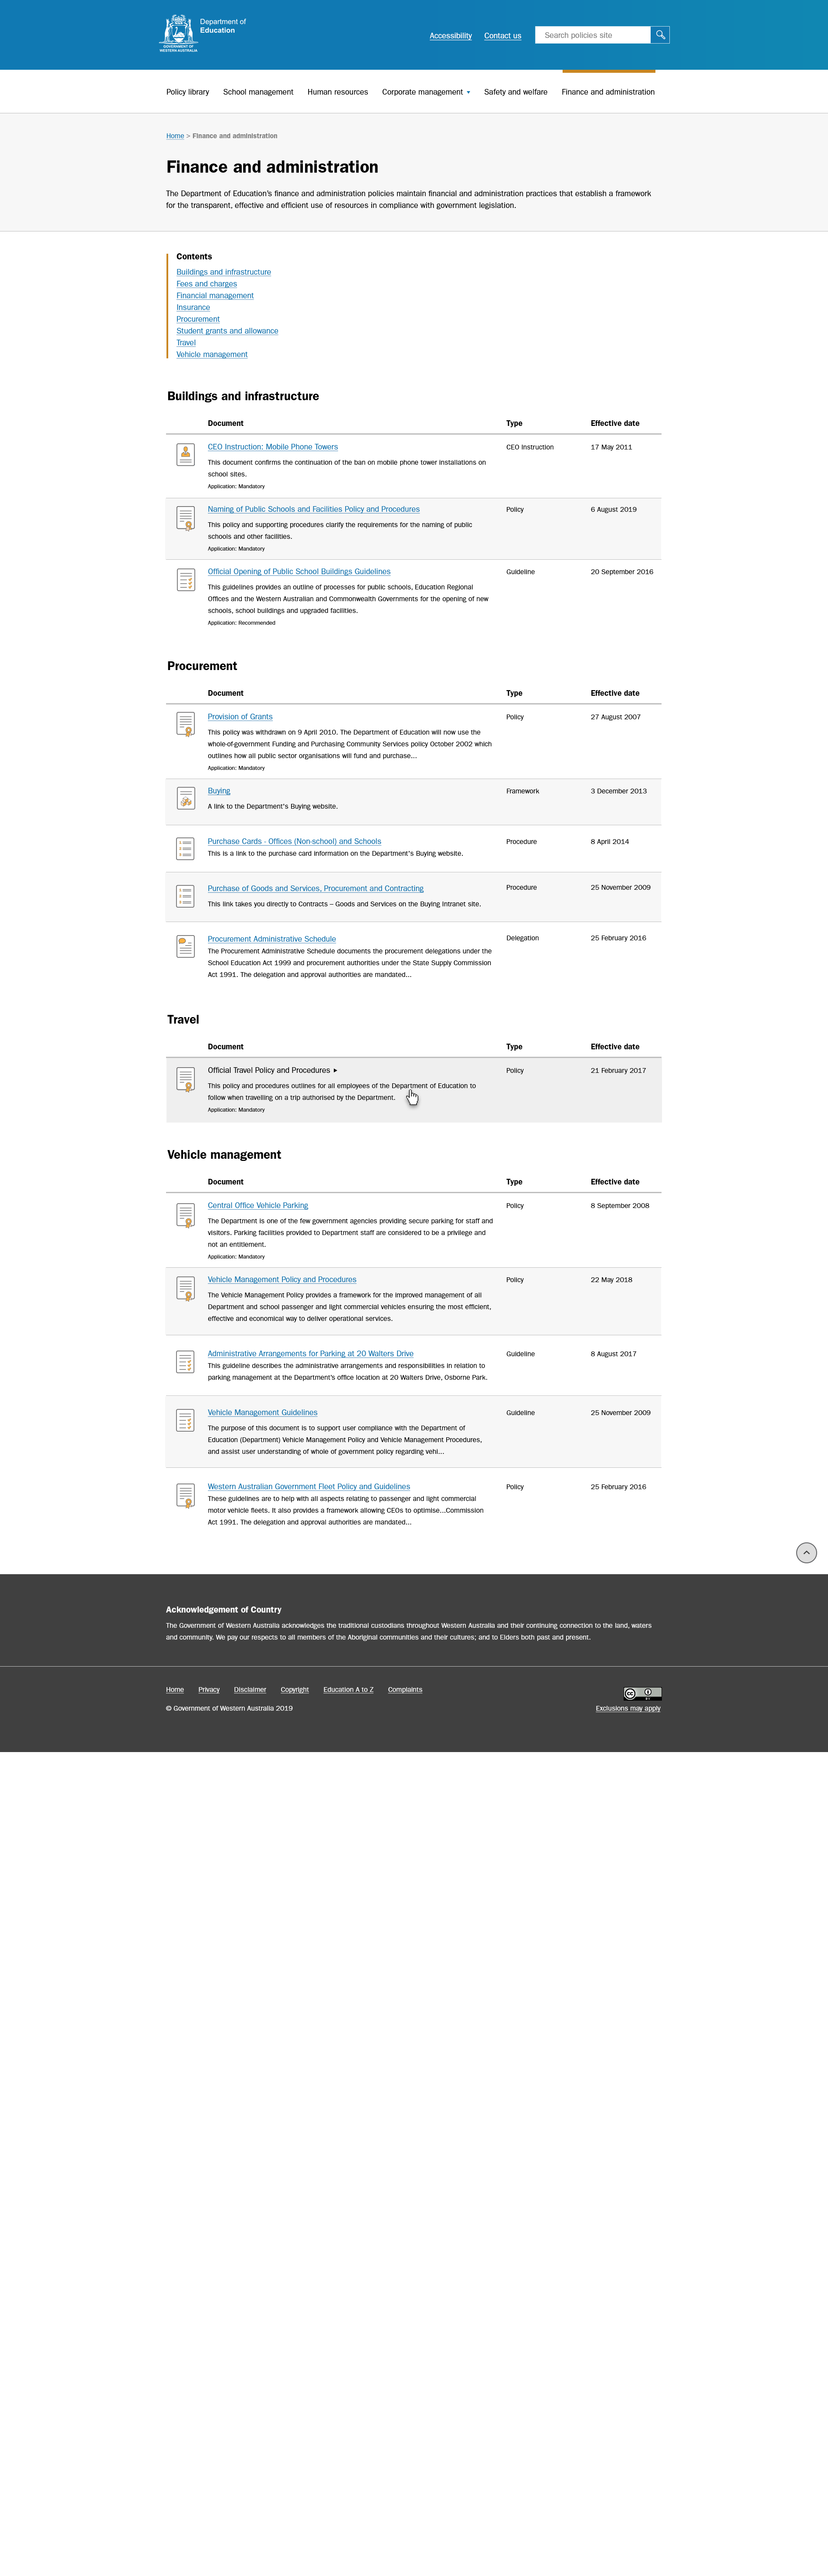 Department of
Education
GOVERNMENT OF
WESTERN AUSTRALIA
Accessibility Contact us Search policies site
Policy library School management Human resources Corporate management Safety and welfare Finance and administration
Home > Finance and administration
Finance and administration
The Department of Education's finance and administration policies maintain financial and administration practices that establish a framework
for the transparent, effective and efficient use of resources in compliance with government legislation.
Contents
Buildings and infrastructure
Fees and charges
Financial management
Insurance
Procurement
Student grants and allowance
Travel
Vehicle management
Buildings and infrastructure
Document Type Effective date
CEO Instruction: Mobile Phone Towers CEO Instruction 17 May 2011
This document confirms the continuation of the ban on mobile phone tower installations on
school sites.
Application: Mandatory
Naming of Public Schools and Facilities Policy and Procedures Policy 6 August 2019
This policy and supporting procedures clarify the requirements for the naming of public
schools and other facilities.
Application: Mandatory
Official Opening of Public School Buildings Guidelines Guideline 20 September 2016
This guidelines provides an outline of processes for public schools, Education Regional
Offices and the Western Australian and Commonwealth Governments for the opening of new
schools, school buildings and upgraded facilities.
Application: Recommended
Procurement
Document Type Effective date
Provision of Grants Policy 27 August 2007
This policy was withdrawn on 9 April 2010. The Department of Education will now use the
whole-of-government Funding and Purchasing Community Services policy October 2002 which
outlines how all public sector organisations will fund and purchase...
Application: Mandatory
Buying Framework 3 December 2013
A link to the Department's Buying website.
Purchase Cards - Offices (Non-school) and Schools Procedure 8 April 2014
This is a link to the purchase card information on the Department's Buying website.
Purchase of Goods and Services, Procurement and Contracting Procedure 25 November 2009
This link takes you directly to Contracts – Goods and Services on the Buying Intranet site.
Procurement Administrative Schedule Delegation 25 February 2016
The Procurement Administrative Schedule documents the procurement delegations under the
School Education Act 1999 and procurement authorities under the State Supply Commission
Act 1991. The delegation and approval authorities are mandated...
Travel
Document Type Effective date
Official Travel Policy and Procedures Policy 21 February 2017
This policy and procedures outlines for all employees of the Department of Education to
follow when travelling on a trip authorised by the Department.
Application: Mandatory
Vehicle management
Document Type Effective date
Central Office Vehicle Parking Policy 8 September 2008
The Department is one of the few government agencies providing secure parking for staff and
visitors. Parking facilities provided to Department staff are considered to be a privilege and
not an entitlement.
Application: Mandatory
Vehicle Management Policy and Procedures Policy 22 May 2018
The Vehicle Management Policy provides a framework for the improved management of all
Department and school passenger and light commercial vehicles ensuring the most efficient,
effective and economical way to deliver operational services.
Administrative Arrangements for Parking at 20 Walters Drive Guideline 8 August 2017
This guideline describes the administrative arrangements and responsibilities in relation to
parking management at the Department's office location at 20 Walters Drive, Osborne Park.
Vehicle Management Guidelines Guideline 25 November 2009
The purpose of this document is to support user compliance with the Department of
Education (Department) Vehicle Management Policy and Vehicle Management Procedures,
and assist user understanding of whole of government policy regarding vehi...
Western Australian Government Fleet Policy and Guidelines Policy 25 February 2016
These guidelines are to help with all aspects relating to passenger and light commercial
motor vehicle fleets. It also provides a framework allowing CEOs to optimise...Commission
Act 1991. The delegation and approval authorities are mandated...
Acknowledgement of Country
The Government of Western Australia acknowledges the traditional custodians throughout Western Australia and their continuing connection to the land, waters
and community. We pay our respects to all members of the Aboriginal communities and their cultures; and to Elders both past and present.
Home Privacy Disclaimer Copyright Education A to Z Complaints
cc BY
© Government of Western Australia 2019 Exclusions may apply